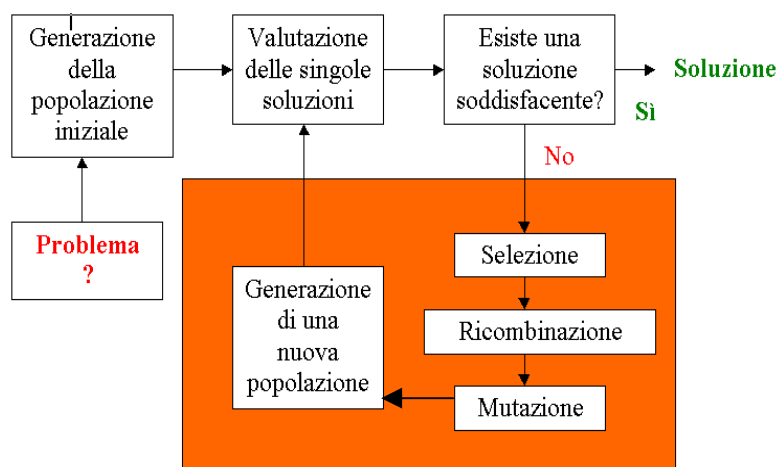 Generazione
della
popolazione
iniziale
Valutazione
delle singole
soluzioni
Esiste una
soluzione
soddisfacente?
Soluzione
Sì
No
Problema
?
Selezione
Generazione
di una
nuova
popolazione
Ricombinazione
Mutazione